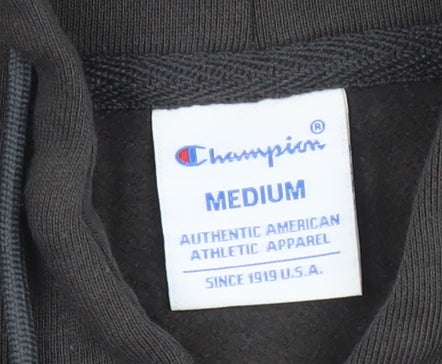 Champion®
MEDIUM
AUTHENTIC AMERICAN
ATHLETIC APPAREL
SINCE 1919 U.S.A.